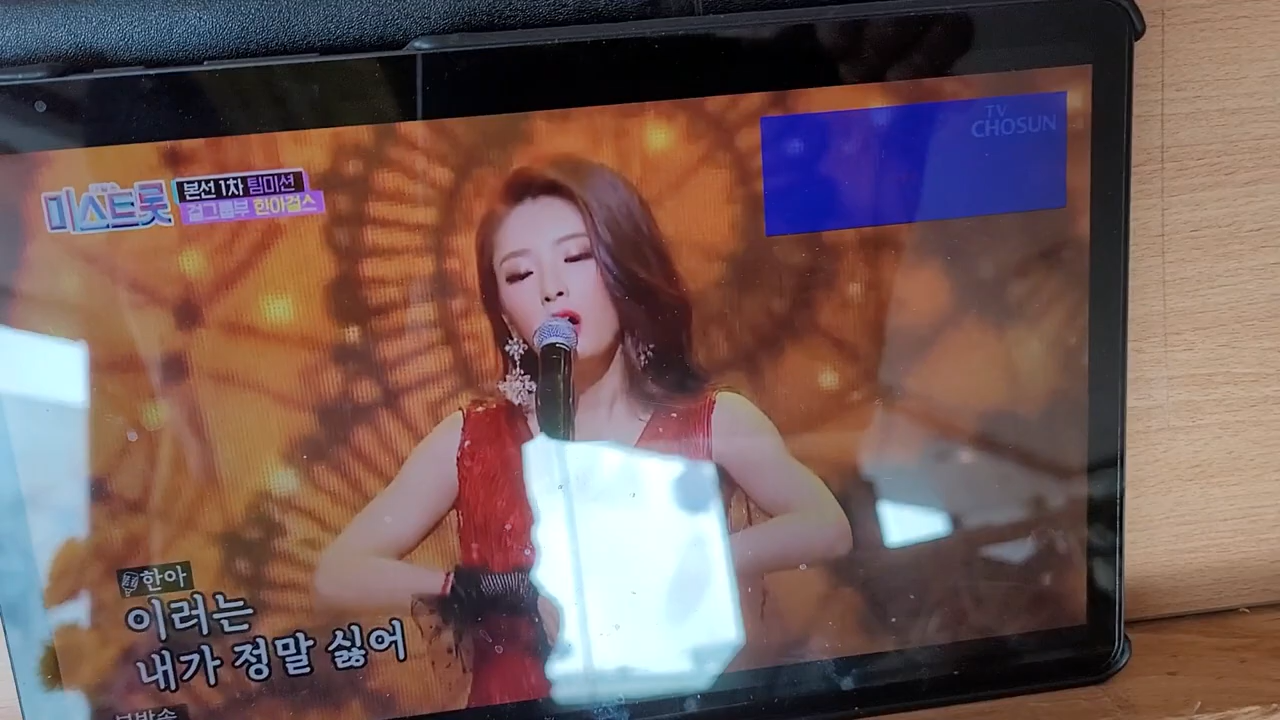 미스트롯
본선 1차 팀미션
걸그룹부 한아걸스
TV
CHOSUN
한아
이러는
내가 정말 싫어